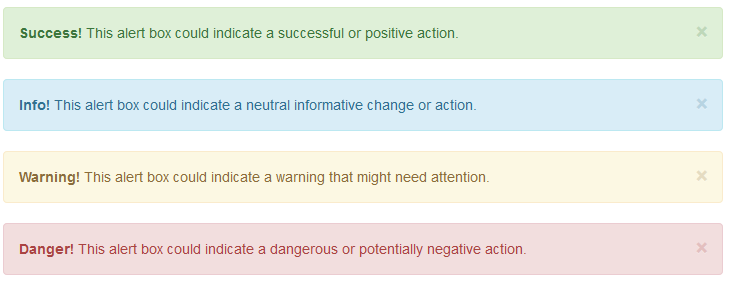 Success! This alert box could indicate a successful or positive action. ×
Info! This alert box could indicate a neutral informative change or action. ×
Warning! This alert box could indicate a warning that might need attention. ×
Danger! This alert box could indicate a dangerous or potentially negative action. ×